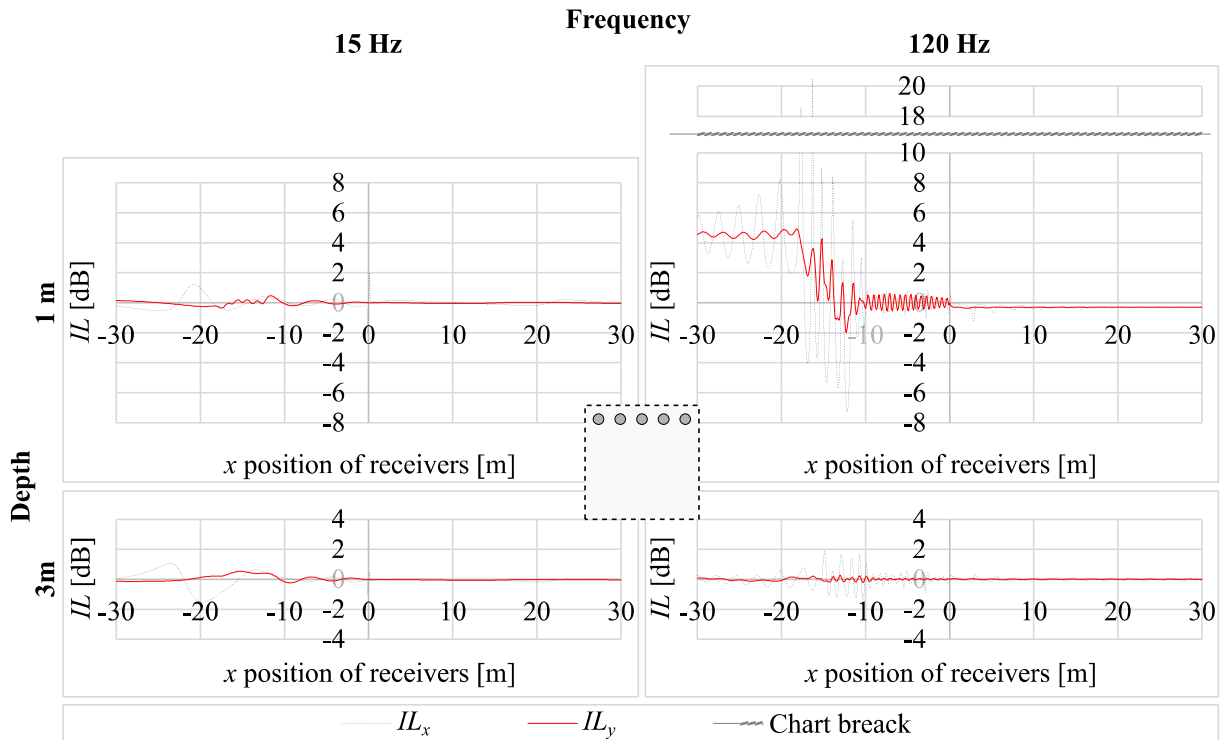 Frequency
15 Hz 120 Hz
20
18
10
8 8
6 6
4 4
2 2
0 0
-30 -20 -10 -2 0 10 20 30 -30 -20 -10 -2 0 10 20 30
-4 -4
-6 -6
-8 -8
IL [dB] IL [dB]
1 m
x position of receivers [m] x position of receivers [m]
Depth
4 4
2 2
0 0
-30 -20 -10 -2 0 10 20 30 -30 -20 -10 -2 0 10 20 30
-4 -4
IL [dB] IL [dB]
3m
x position of receivers [m] x position of receivers [m]
ILx ILy Chart breack